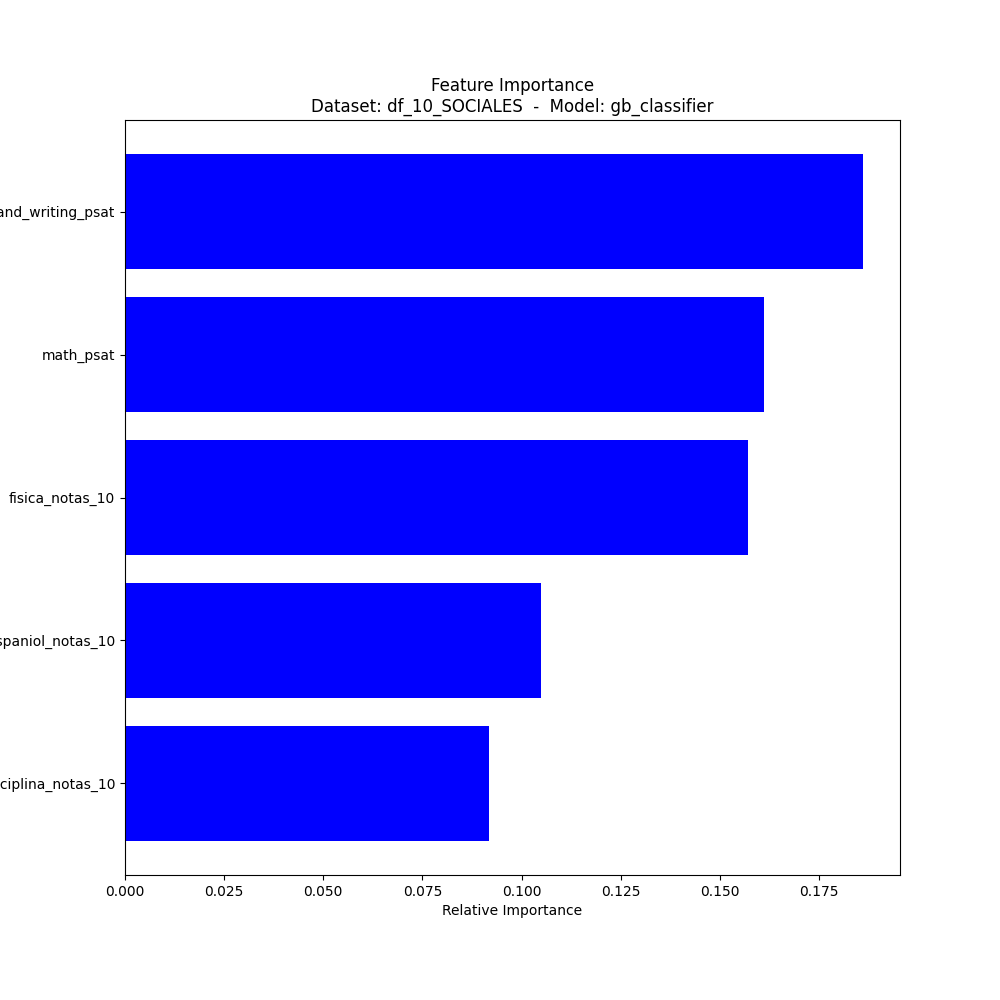 Feature Importance
Dataset: df_10_SOCIALES - Model: gb_classifier
and_writing_psat
math_psat
fisica_notas_10
spaniol_notas_10
ciplina_notas_10
0.000 0.025 0.050 0.075 0.100 0.125 0.150 0.175
Relative Importance